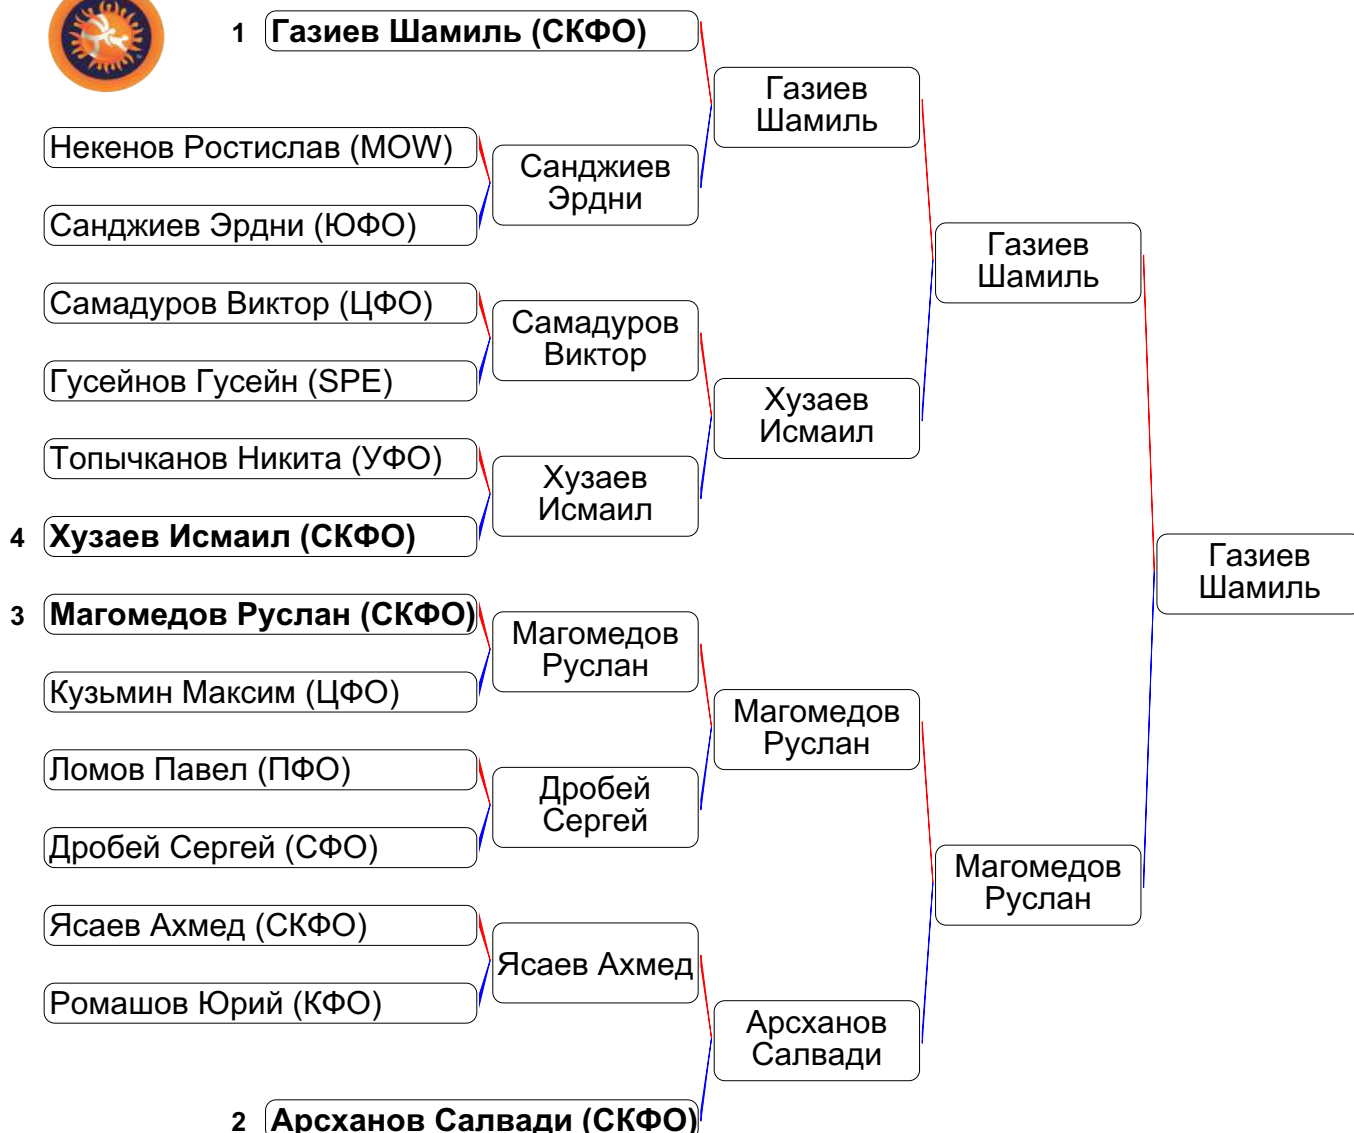 1 Газиев Шамиль (СКФО)
Газиев
Шамиль
Некенов Ростислав (MOW)
Санджиев
Эрдни
Санджиев Эрдни (ЮФО)
Газиев
Шамиль
Самадуров Виктор (ЦФО)
Самадуров
Виктор
Гусейнов Гусейн (SPE)
Хузаев
Исмаил
Топычканов Никита (УФО)
Хузаев
Исмаил
4 Хузаев Исмаил (СКФО)
Газиев
Шамиль
3 Магомедов Руслан (СКФО)
Магомедов
Руслан
Кузьмин Максим (ЦФО)
Магомедов
Руслан
Ломов Павел (ПФО)
Дробей
Сергей
Дробей Сергей (СФО)
Магомедов
Руслан
Ясаев Ахмед (СКФО)
Ясаев Ахмед
Ромашов Юрий (КФО)
Арсханов
Салвади
2 Арсханов Салвади (СКФО)